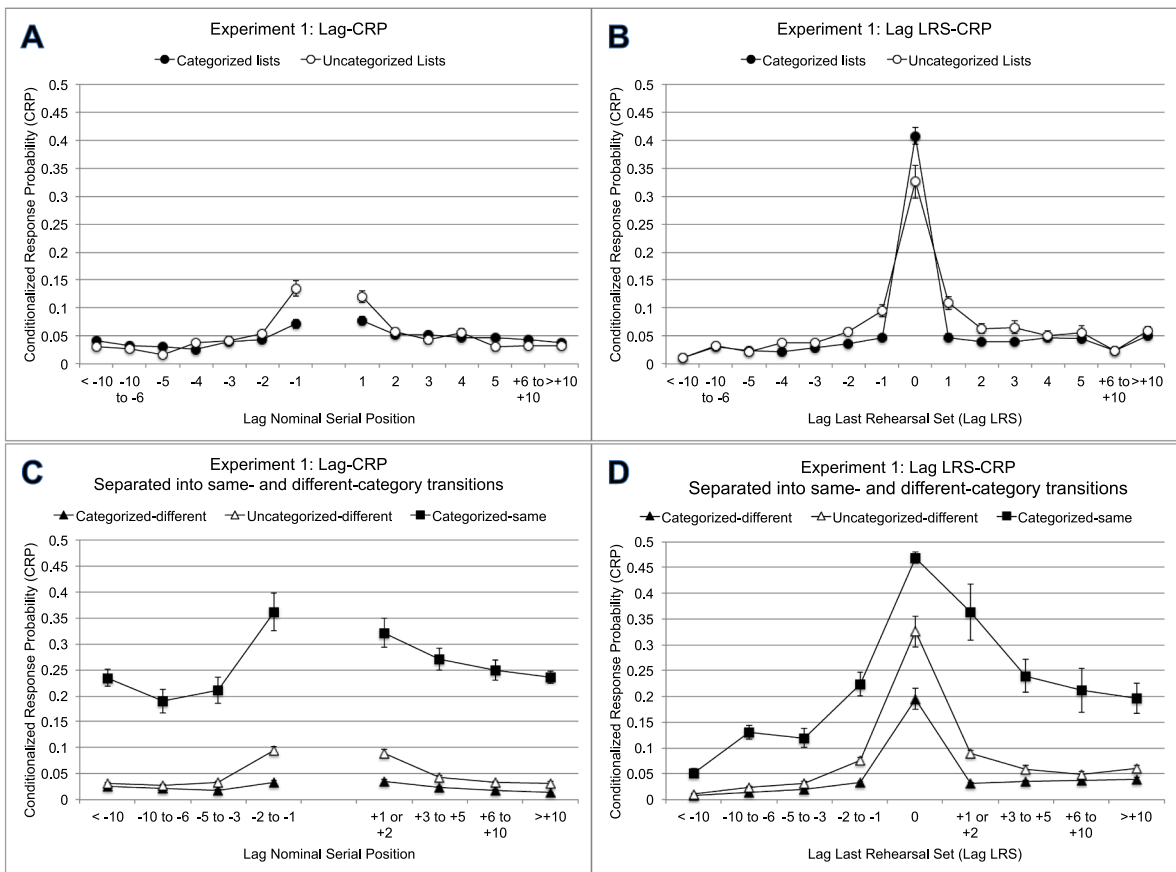 A
Experiment 1: Lag-CRP
Categorized lists Uncategorized Lists
Conditionalized Response Probability (CRP)
0.5
0.45
0.4
0.35
0.3
0.25
0.2
0.15
0.1
0.05
0
< -10 -10 to -6 -5 -4 -3 -2 -1 1 2 3 4 5 +6 to +10 >+10
Lag Nominal Serial Position
B
Experiment 1: Lag LRS-CRP
Categorized lists Uncategorized Lists
Conditionalized Response Probability (CRP)
0.5
0.45
0.4
0.35
0.3
0.25
0.2
0.15
0.1
0.05
0
< -10 -10 to -6 -5 -4 -3 -2 -1 0 1 2 3 4 5 +6 to +10 >+10
Lag Last Rehearsal Set (Lag LRS)
C
Experiment 1: Lag-CRP
Separated into same- and different-category transitions
Categorized-different Uncategorized-different Categorized-same
Conditionalized Response Probability (CRP)
0.5
0.45
0.4
0.35
0.3
0.25
0.2
0.15
0.1
0.05
0
< -10 -10 to -6 -5 to -3 -2 to -1 +1 or +2 +3 to +5 +6 to +10 >+10
Lag Nominal Serial Position
D
Experiment 1: Lag LRS-CRP
Separated into same- and different-category transitions
Categorized-different Uncategorized-different Categorized-same
Conditionalized Response Probability (CRP)
0.5
0.45
0.4
0.35
0.3
0.25
0.2
0.15
0.1
0.05
0
< -10 -10 to -6 -5 to -3 -2 to -1 0 +1 or +2 +3 to +5 +6 to +10 >+10
Lag Last Rehearsal Set (Lag LRS)